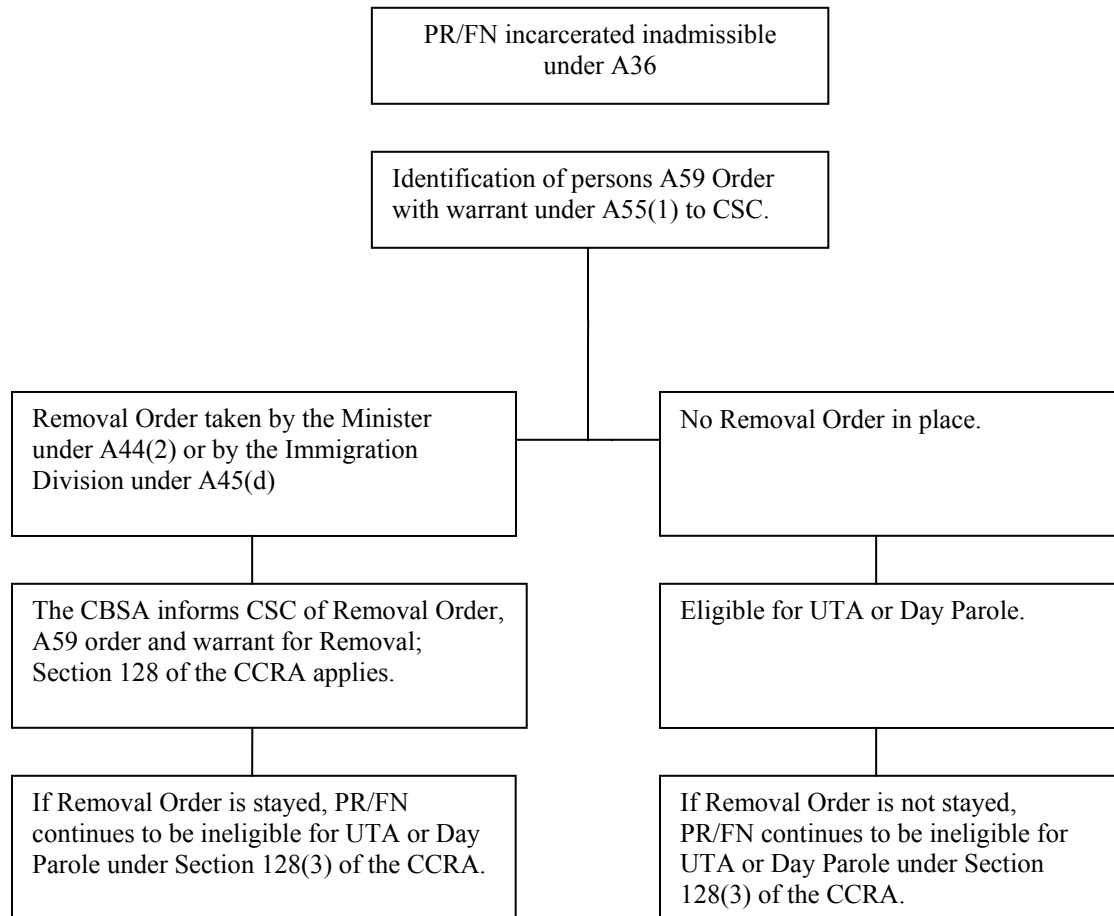 PR/FN incarcerated inadmissible
under A36
Identification of persons A59 Order
with warrant under A55(1) to CSC.
Removal Order taken by the Minister
under A44(2) or by the Immigration
Division under A45(d)
No Removal Order in place.
The CBSA informs CSC of Removal Order,
A59 order and warrant for Removal;
Section 128 of the CCRA applies.
Eligible for UTA or Day Parole.
If Removal Order is stayed, PR/FN
continues to be ineligible for UTA or Day
Parole under Section 128(3) of the CCRA.
If Removal Order is not stayed,
PR/FN continues to be ineligible for
UTA or Day Parole under Section
128(3) of the CCRA.